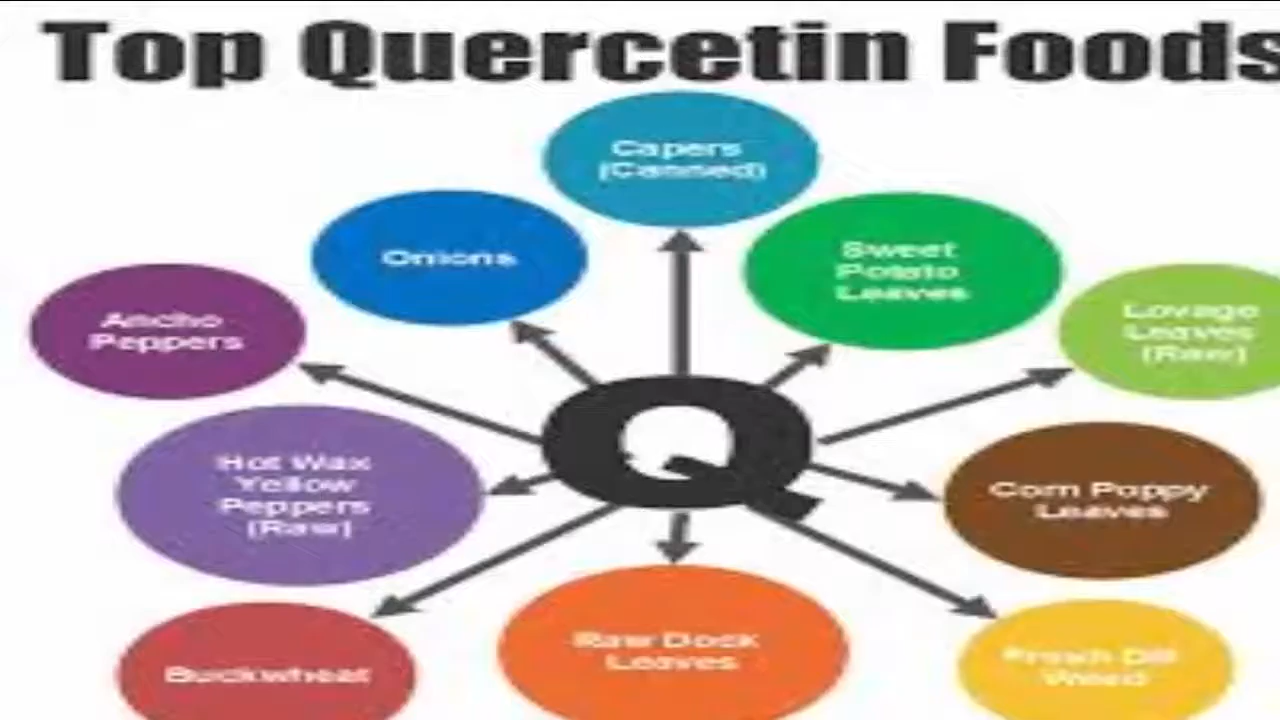 Top Quercetin Foods
Capers
(Canned)
Onions
Sweet
Potato
Leaves
Ancho
Peppers
Lovage
Leaves
(Raw)
Q
Hot Wax
Yellow
Peppers
(Raw)
Corn Poppy
Leaves
Raw Dock
Leaves
Buckwheat
Fresh Dill
Weed